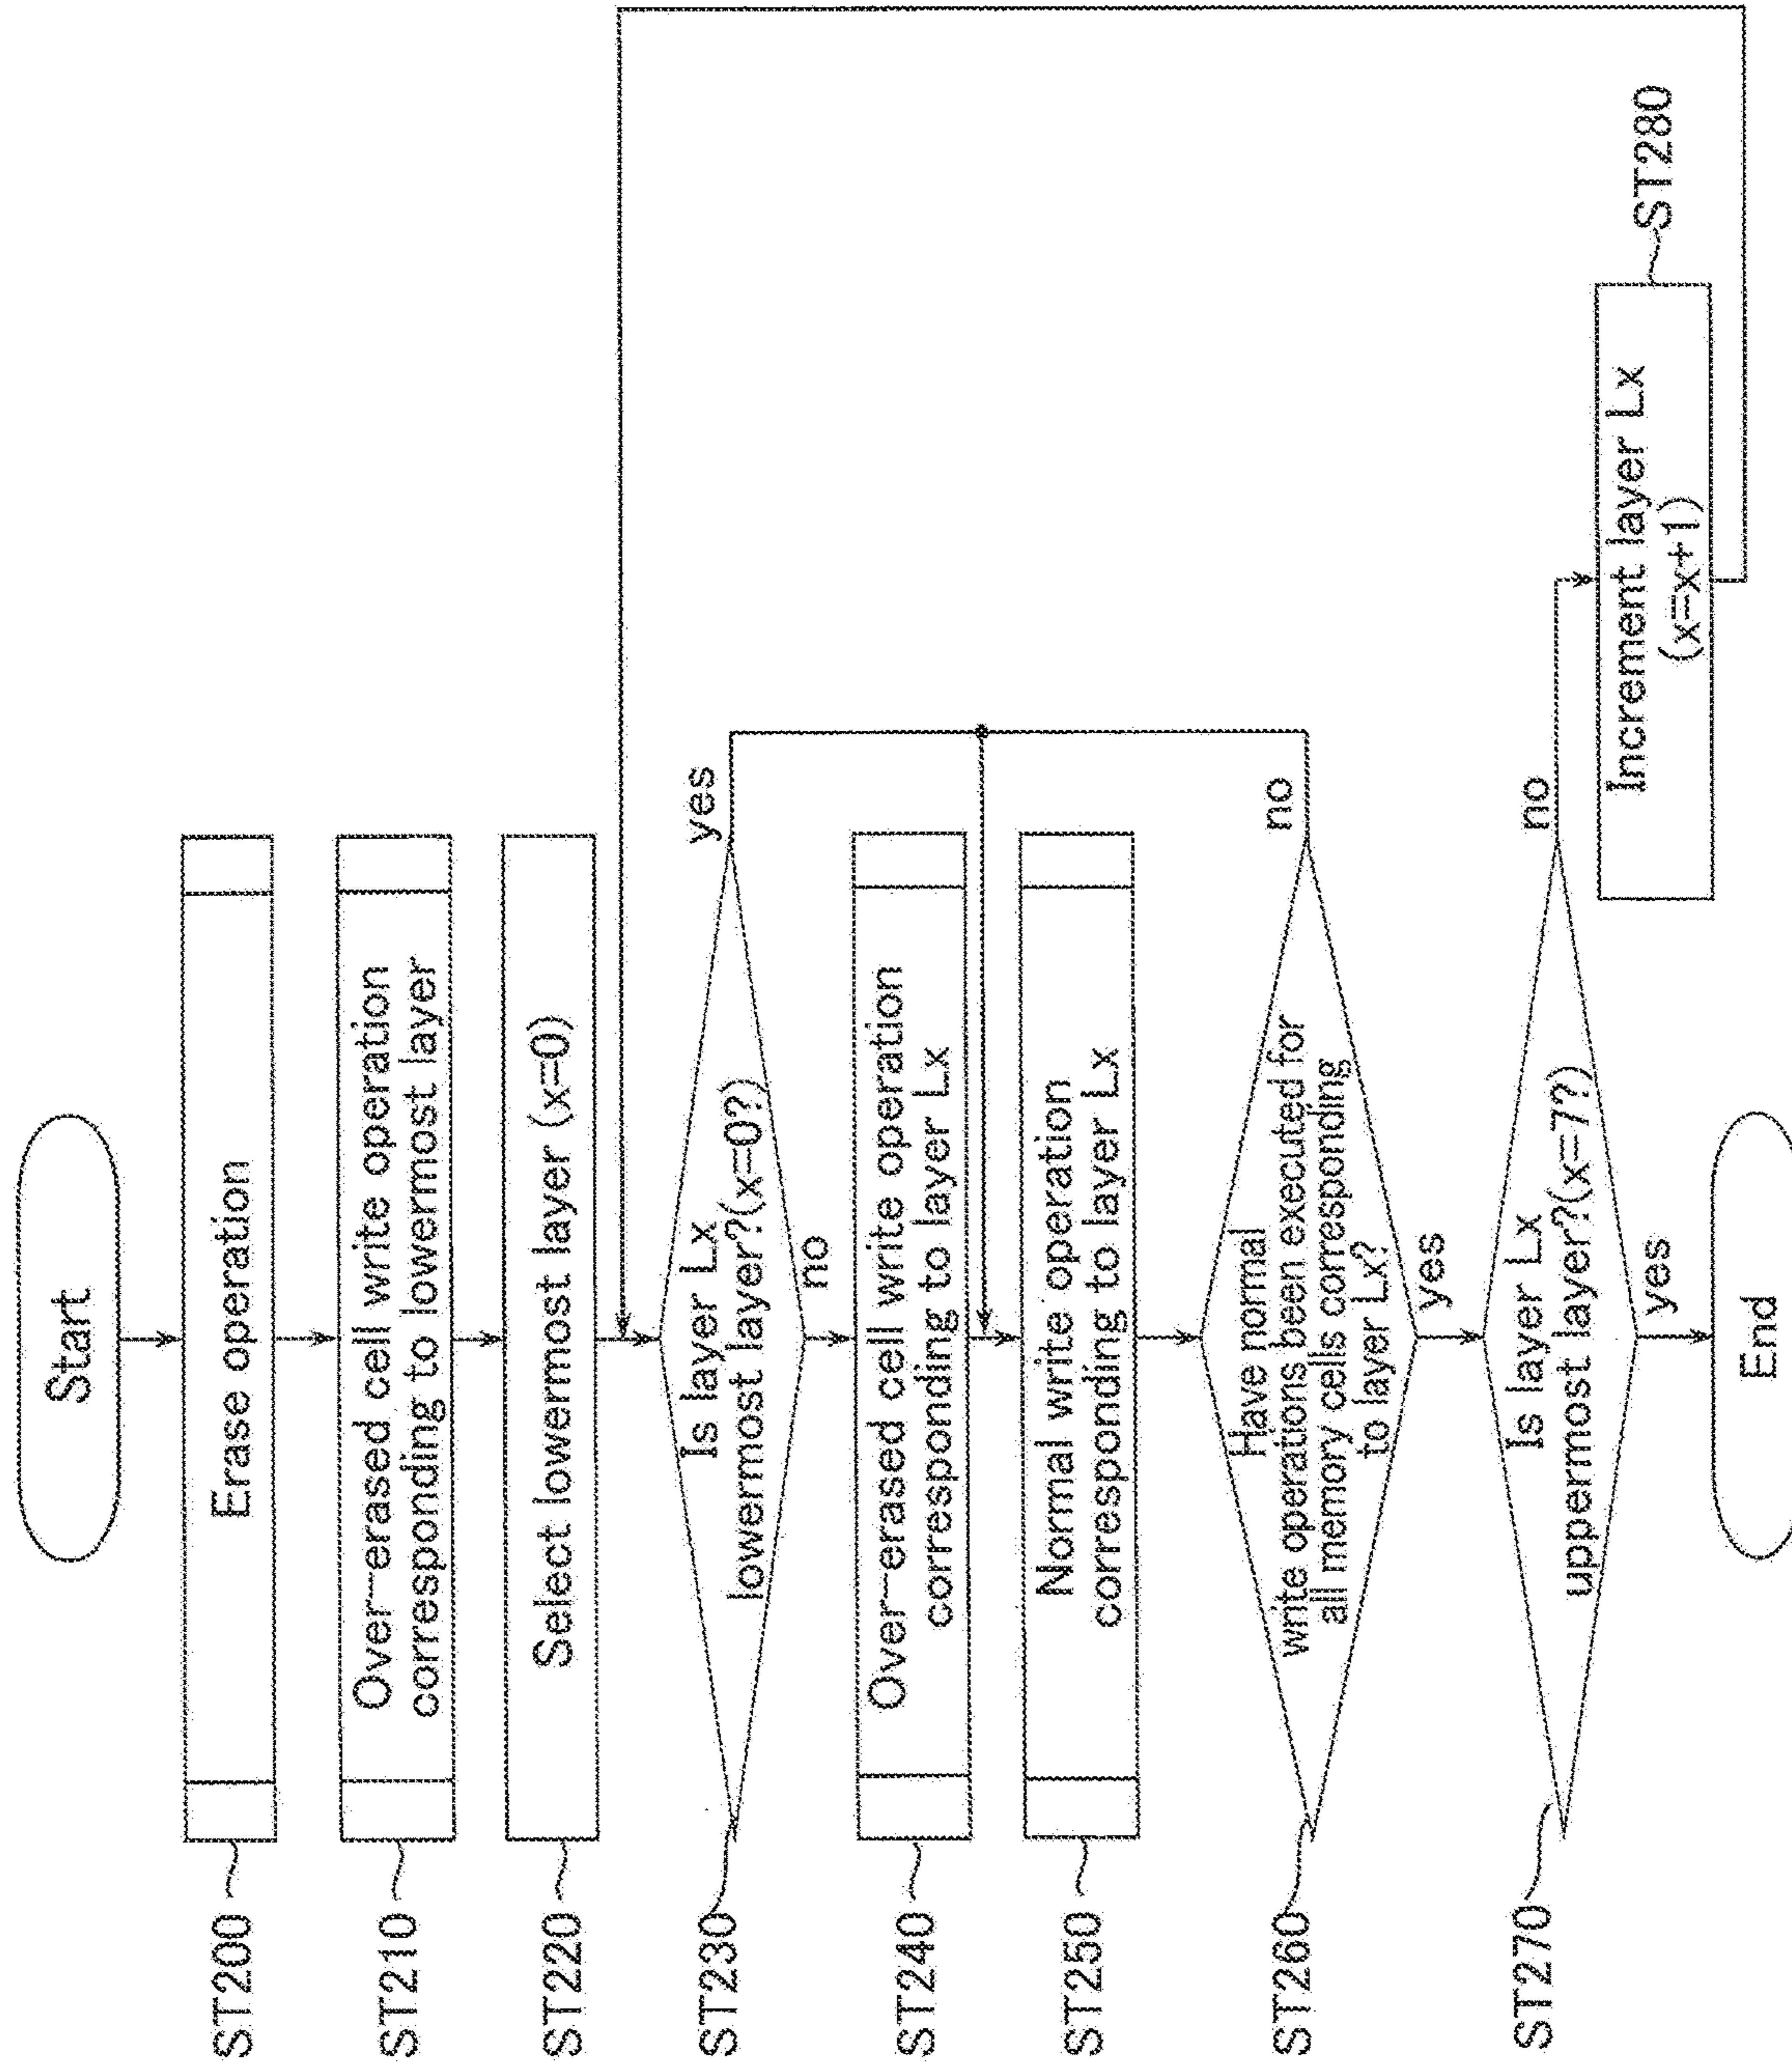 Start
ST200
Erase operation
ST210
Over-erased cell write operation
corresponding to lowermost layer
ST220
Select lowermost layer (x=0)
ST230
Is layer Lx
lowermost layer?(x=0?)
yes
no
ST240
Over-erased cell write operation
corresponding to layer Lx
ST250
Normal write operation
corresponding to layer Lx
ST260
Have normal
write operations been executed for
all memory cells corresponding
to layer Lx?
no
yes
ST270
Is layer Lx
uppermost layer?(x=7?)
no
yes
ST280
Increment layer Lx
(x=x+1)
End